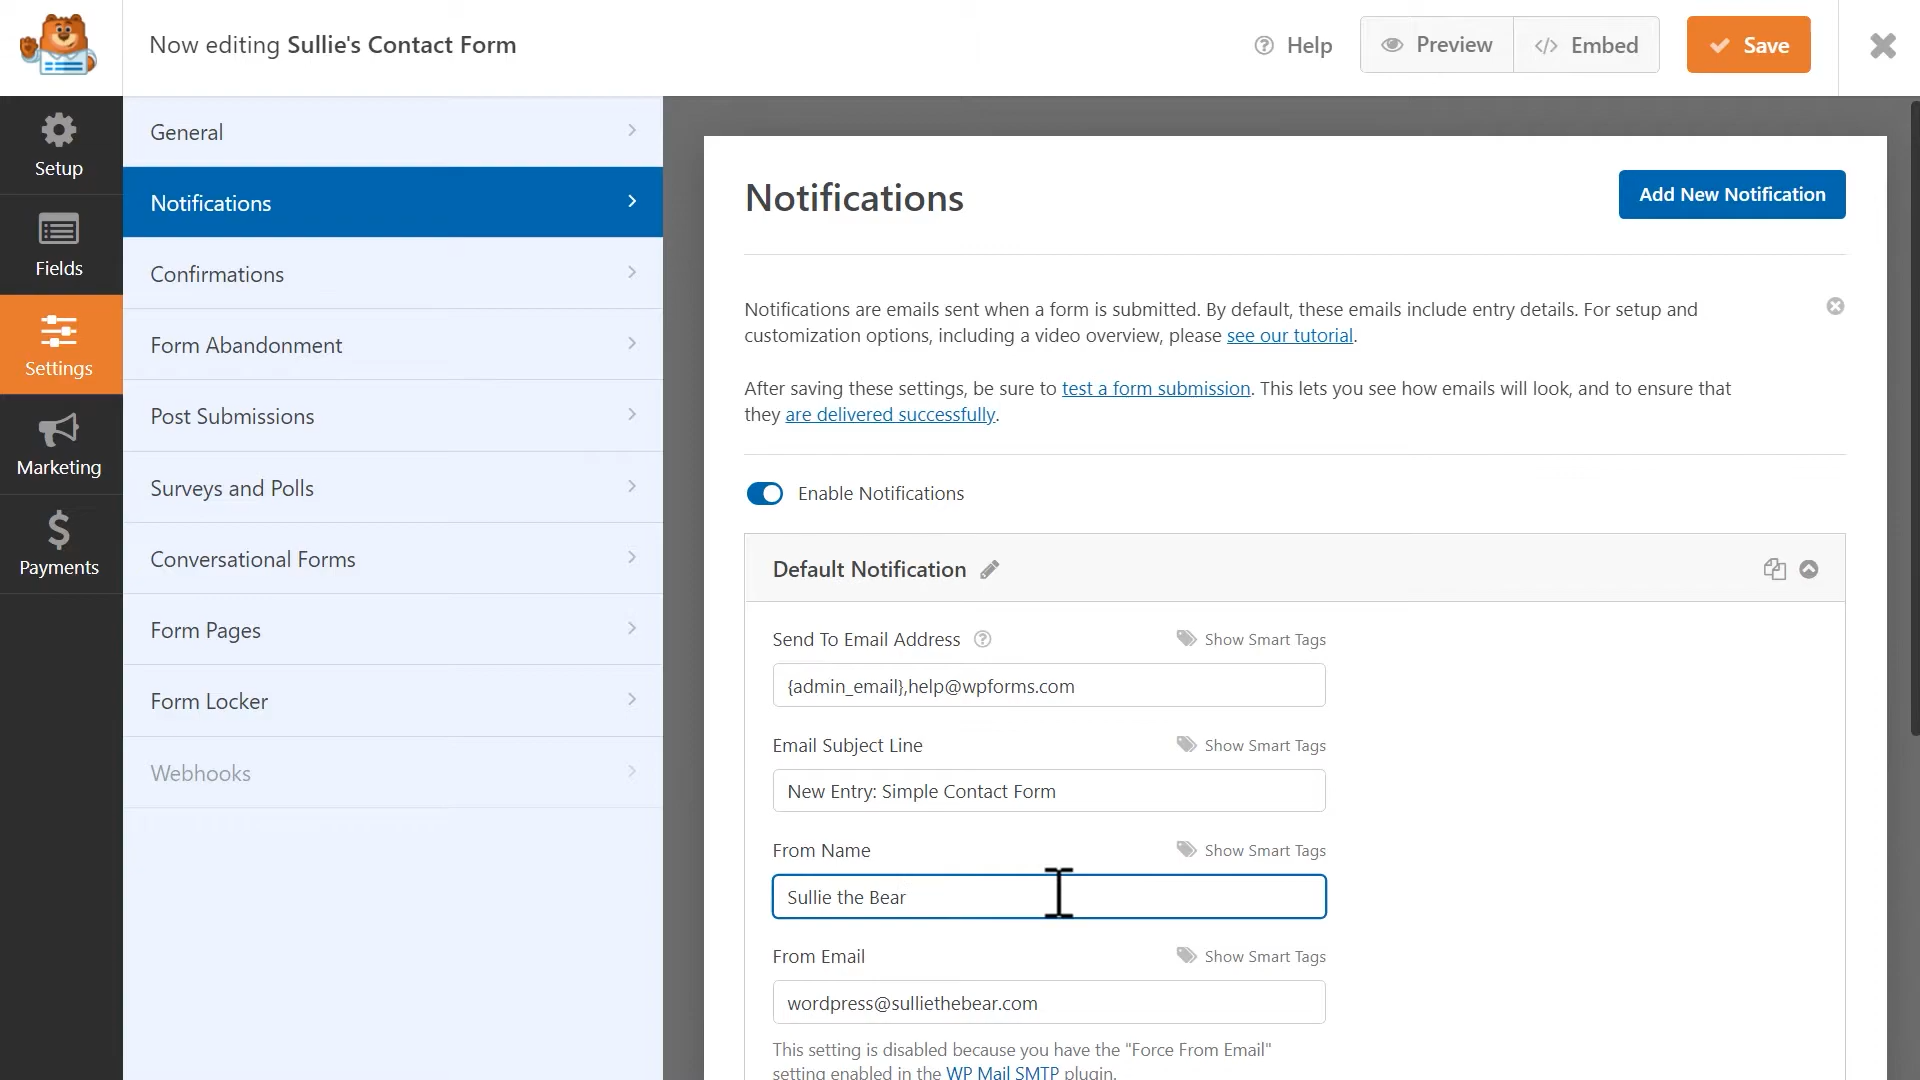 Now editing Sullie's Contact Form
Help
Preview
Embed
Save
Setup
Fields
Settings
Marketing
Payments
General
Notifications
Confirmations
Form Abandonment
Post Submissions
Surveys and Polls
Conversational Forms
Form Pages
Form Locker
Webhooks
Notifications
Add New Notification
Notifications are emails sent when a form is submitted. By default, these emails include entry details. For setup and
customization options, including a video overview, please see our tutorial.
After saving these settings, be sure to test a form submission. This lets you see how emails will look, and to ensure that
they are delivered successfully.
Enable Notifications
Default Notification
Send To Email Address
Show Smart Tags
{admin_email},help@wpforms.com
Email Subject Line
Show Smart Tags
New Entry: Simple Contact Form
From Name
Show Smart Tags
Sullie the Bear
From Email
Show Smart Tags
wordpress@sulliethebear.com
This setting is disabled because you have the "Force From Email"
setting enabled in the WP Mail SMTP plugin.